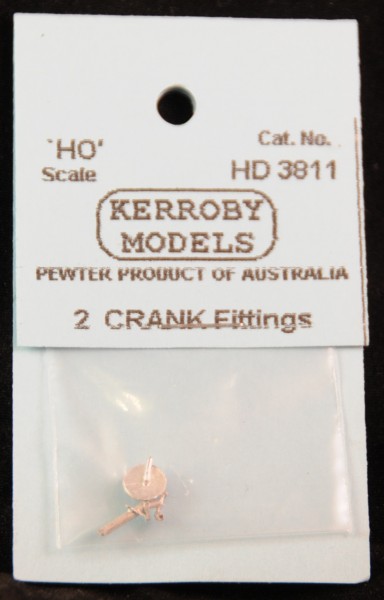 'HO'
Scale
Cat. No.
HD 3811
KERROBY
MODELS
PEWTER PRODUCT OF AUSTRALIA
2 CRANK Fittings